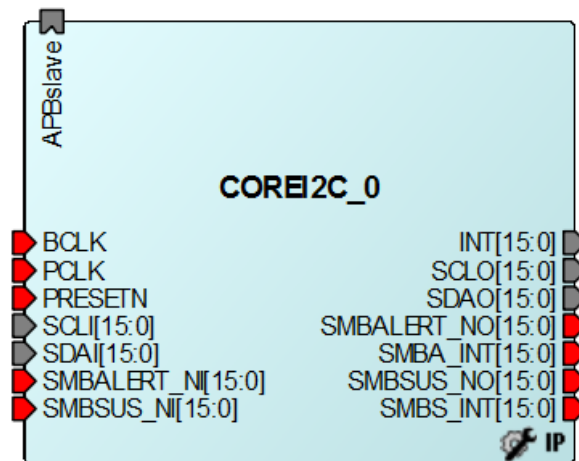 APBslave
COREI2C_0
BCLK
PCLK
PRESETN
SCLI[15:0]
SDAI[15:0]
SMBALERT_NI[15:0]
SMBSUS_NI[15:0]
INT[15:0]
SCLO[15:0]
SDAO[15:0]
SMBALERT_NO[15:0]
SMBA_INT[15:0]
SMBSUS_NO[15:0]
SMBS_INT[15:0]
IP